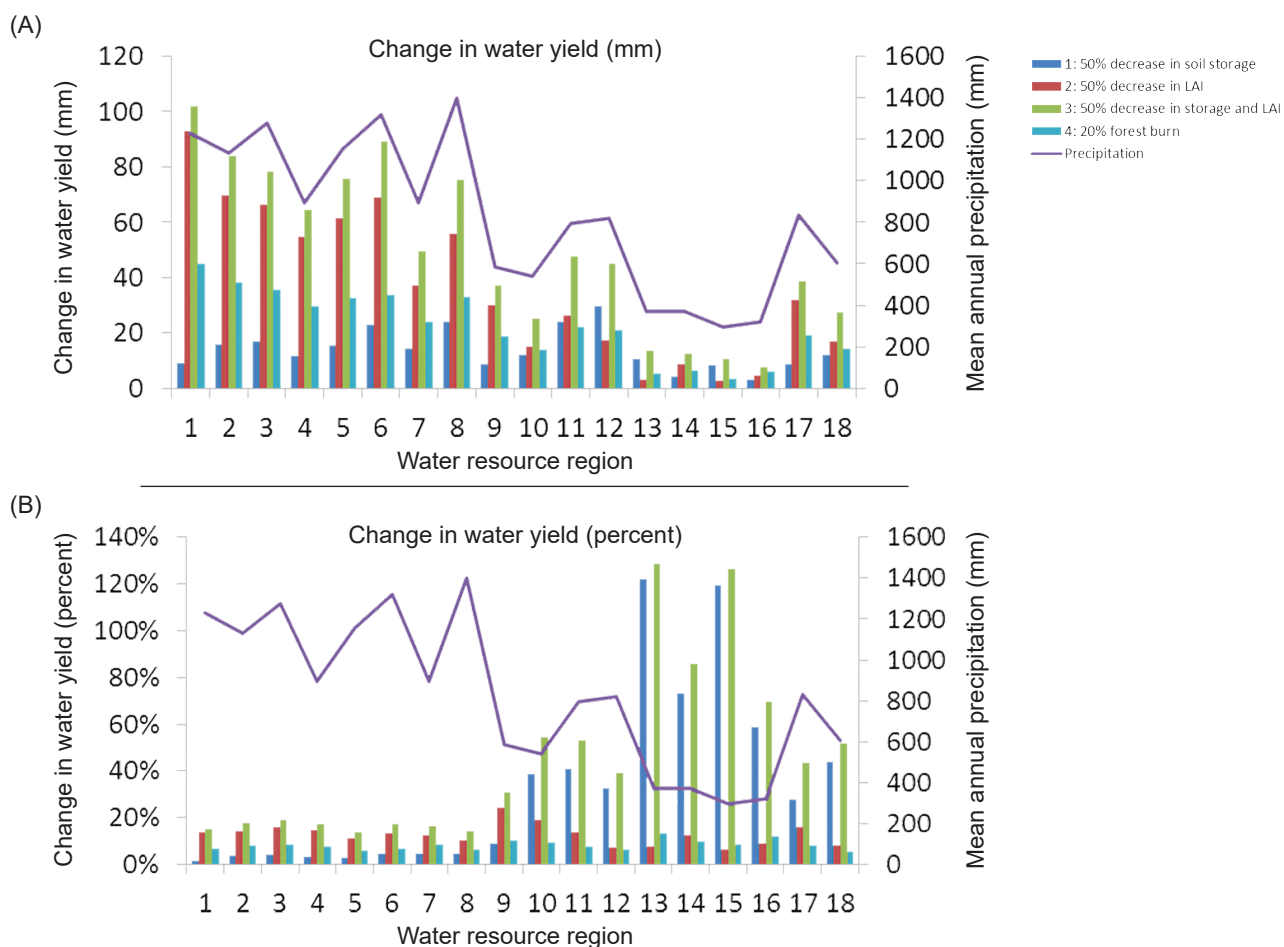 (A)
Change in water yield (mm)
Change in water yield (mm)
120
100
80
60
40
20
0
1600
1400
1200
1000
800
600
400
200
0
Mean annual precipitation (mm)
1 2 3 4 5 6 7 8 9 10 11 12 13 14 15 16 17 18
Water resource region
1: 50% decrease in soil storage
2: 50% decrease in LAI
3: 50% decrease in storage and LAI
4: 20% forest burn
Precipitation
(B)
Change in water yield (percent)
Change in water yield (percent)
140%
120%
100%
80%
60%
40%
20%
0%
1600
1400
1200
1000
800
600
400
200
0
Mean annual precipitation (mm)
1 2 3 4 5 6 7 8 9 10 11 12 13 14 15 16 17 18
Water resource region